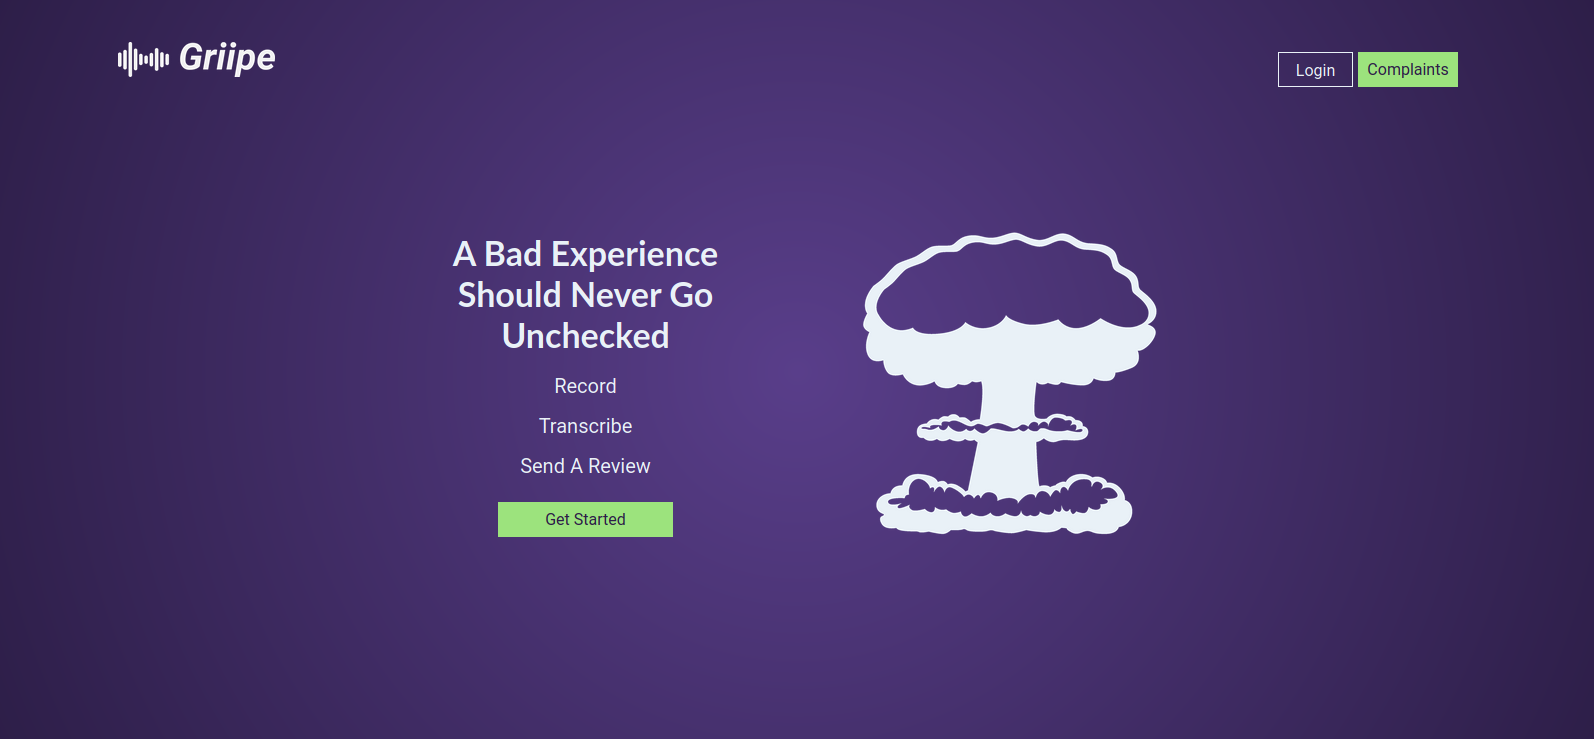 Griipe
Login
Complaints
A Bad Experience
Should Never Go
Unchecked
Record
Transcribe
Send A Review
Get Started